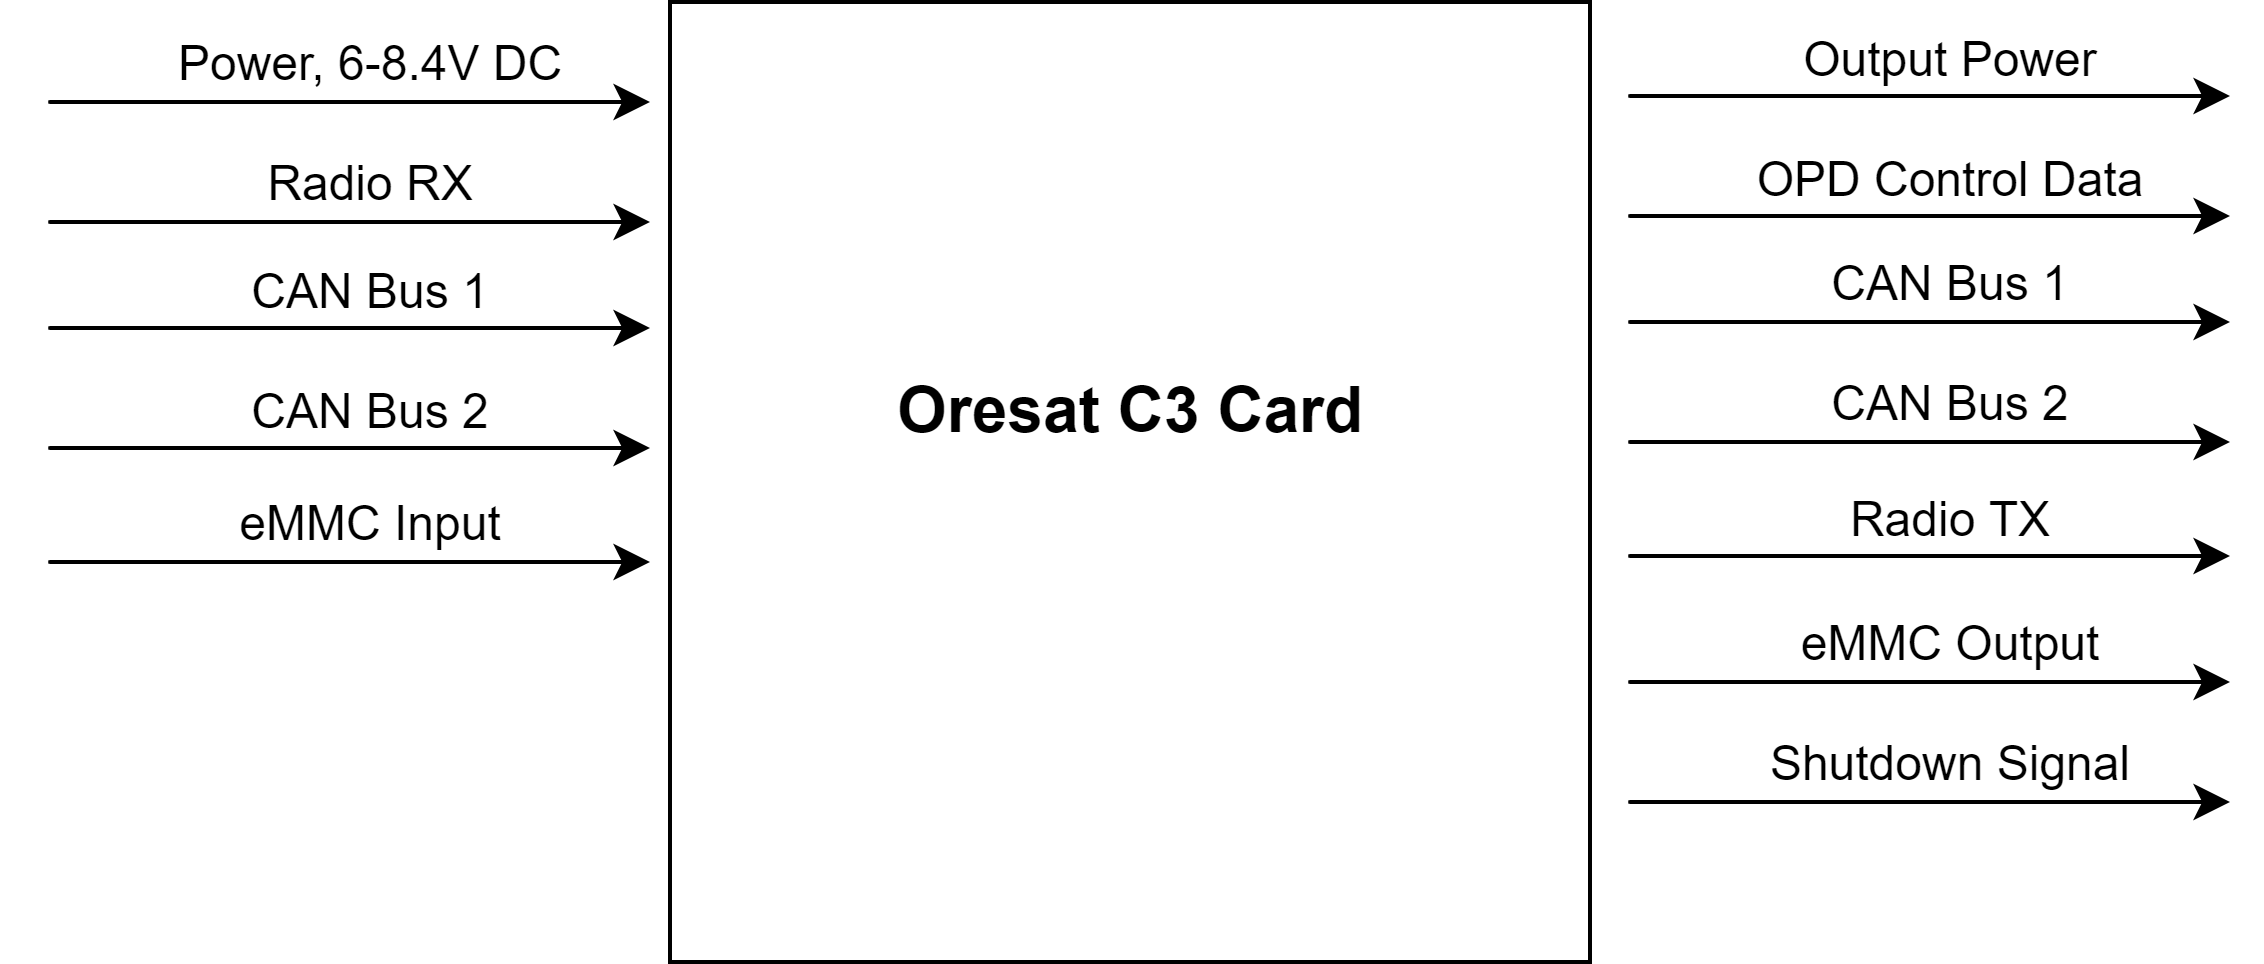 Power, 6-8.4V DC
Radio RX
CAN Bus 1
CAN Bus 2
eMMC Input
Oresat C3 Card
Output Power
OPD Control Data
CAN Bus 1
CAN Bus 2
Radio TX
eMMC Output
Shutdown Signal